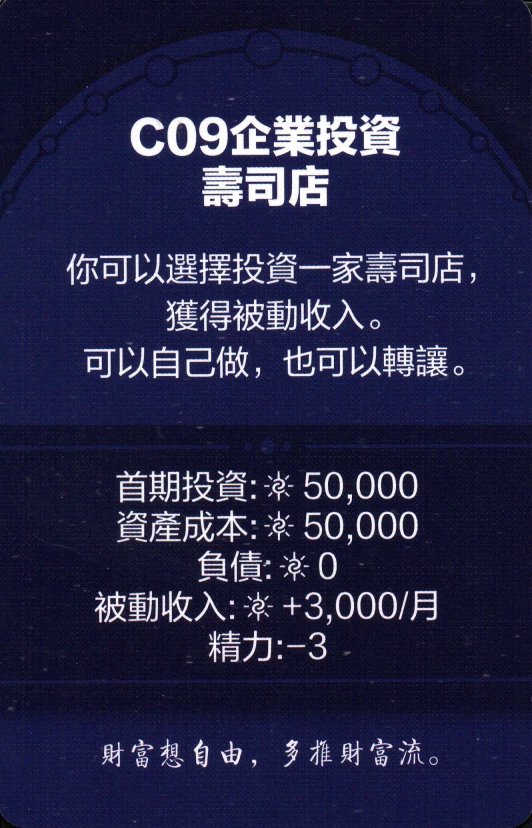 C09企業投資
壽司店
你可以選擇投資一家壽司店，
獲得被動收入。
可以自己做，也可以轉讓。
首期投資: 50,000
資產成本: 50,000
負債: 0
被動收入: +3,000/月
精力:−3
財富想自由，多推財富流。